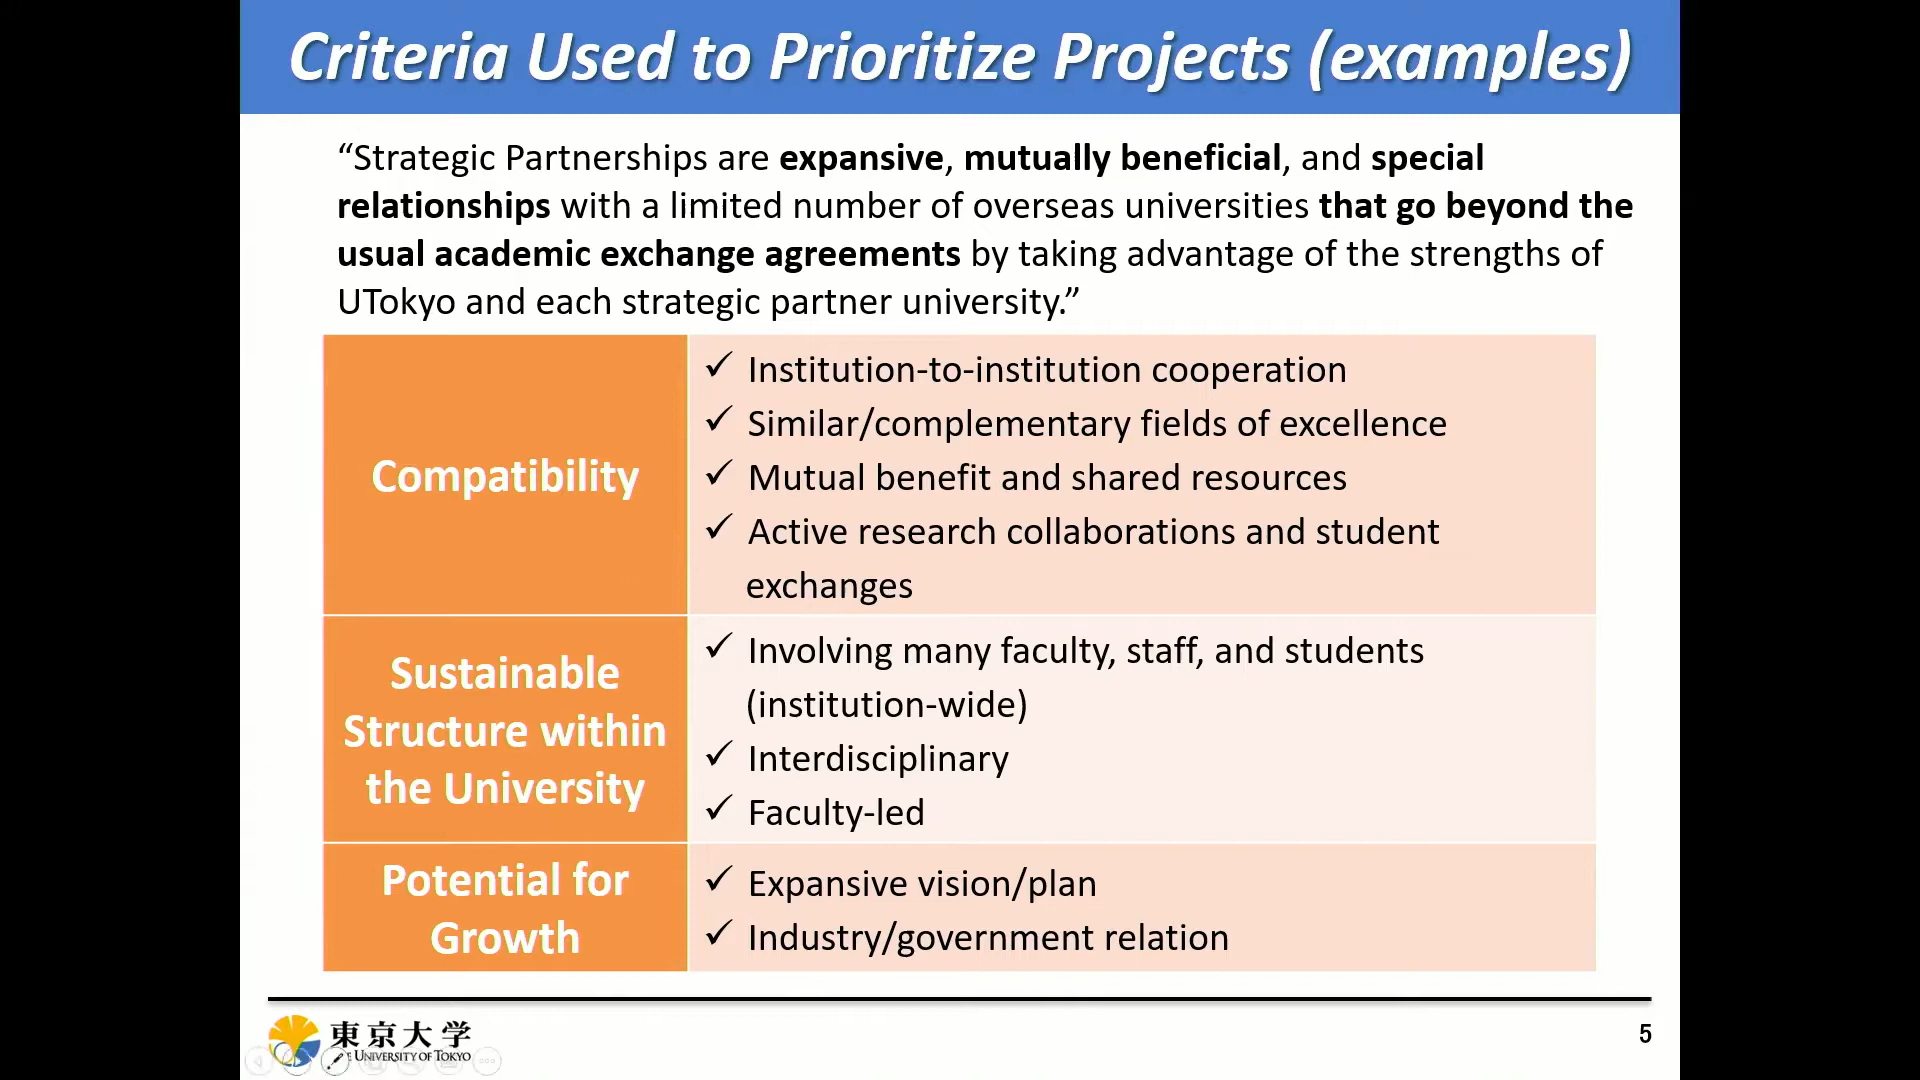 Criteria Used to Prioritize Projects (examples)
“Strategic Partnerships are expansive, mutually beneficial, and special
relationships with a limited number of overseas universities that go beyond the
usual academic exchange agreements by taking advantage of the strengths of
UTokyo and each strategic partner university.”
Compatibility
✓ Institution-to-institution cooperation
✓ Similar/complementary fields of excellence
✓ Mutual benefit and shared resources
✓ Active research collaborations and student
exchanges
Sustainable
Structure within
the University
✓ Involving many faculty, staff, and students
(institution-wide)
✓ Interdisciplinary
✓ Faculty-led
Potential for
Growth
✓ Expansive vision/plan
✓ Industry/government relation
東京大学
UNIVERSITY OF TOKYO
5